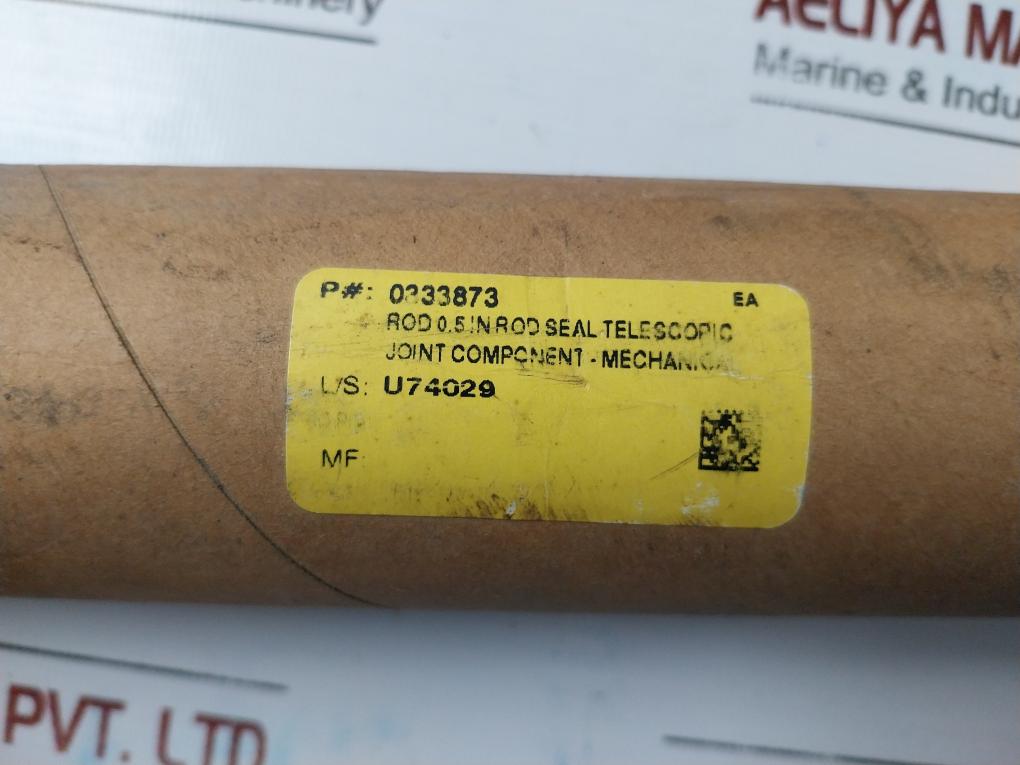 AELIYA MA
Marine & Indu
P#: 0333873 EA
ROD 0.5 IN ROD SEAL TELESCOPIC
JOINT COMPONENT - MECHANICAL
L/S: U74029
MF
PVT. LTD